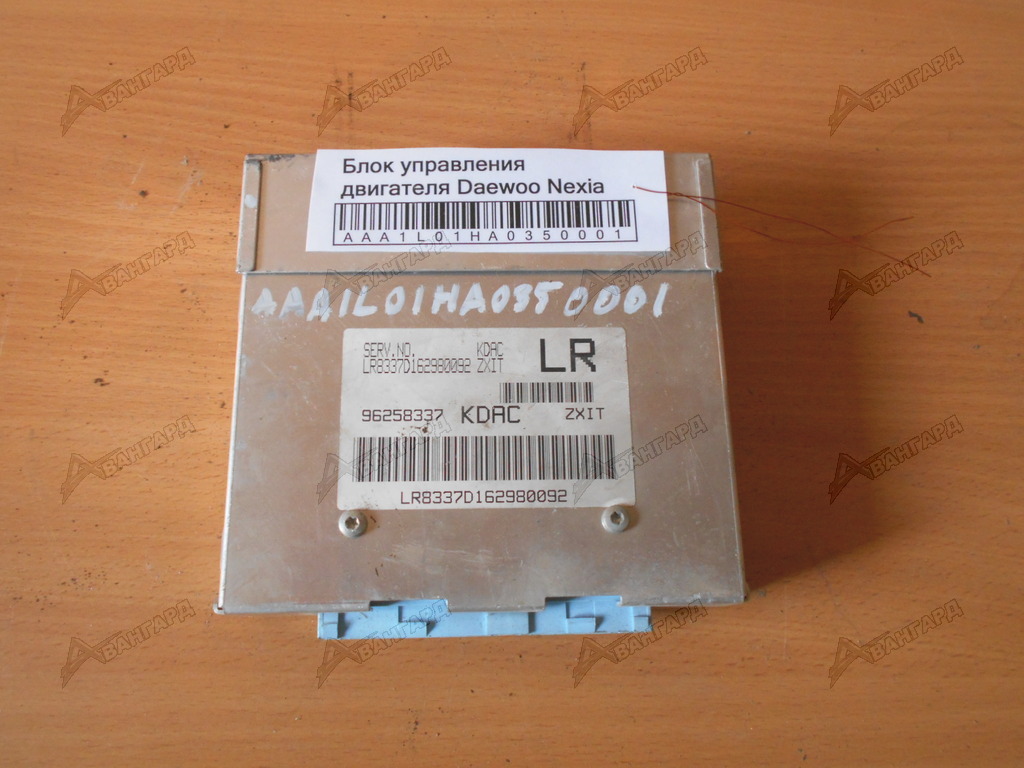 Блок управления
двигателя Daewoo Nexia
AAA1L01HA0350001
AAA1L01HA0350001
SERV.NO. KDAC
LR8337D162980092 ZXIT
LR
96258337 KDAC ZXIT
LR8337D162980092
АВАНГАРД